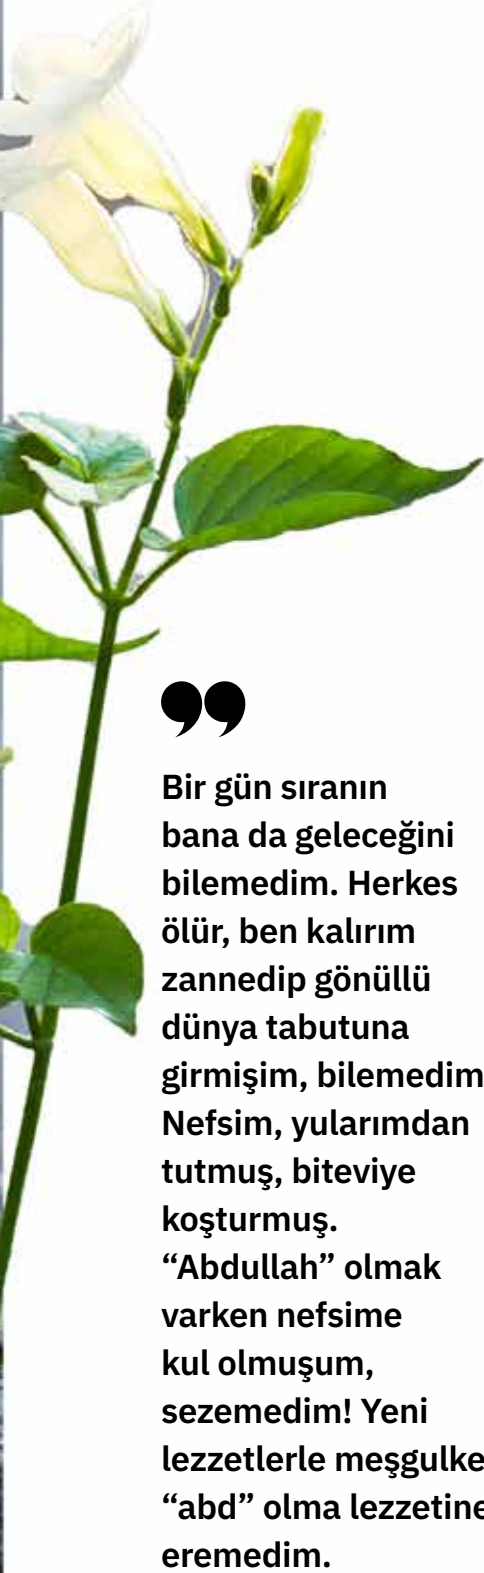 Bir gün sıranın
bana da geleceğini
bilemedim. Herkes
ölür, ben kalırım
zannedip gönüllü
dünya tabutuna
girmişim, bilemedim
Nefsim, yularımdan
tutmuş, biteviye
koşturmuş.
“Abdullah” olmak
varken nefsime
kul olmuşum,
sezemedim! Yeni
lezzetlerle meşgulke
“abd” olma lezzetine
eremedim.